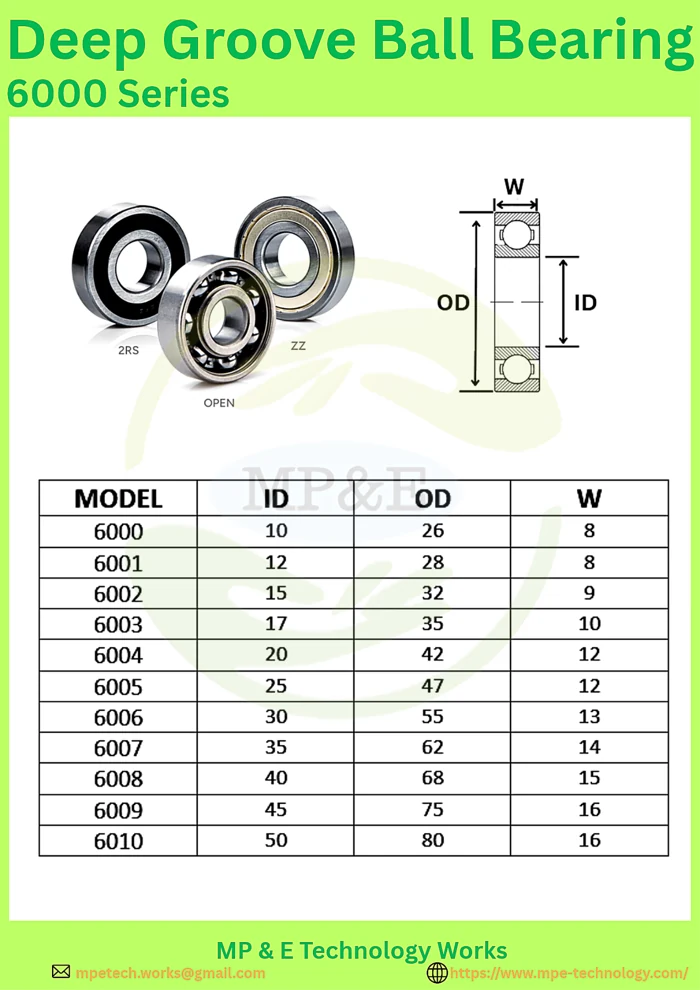 Deep Groove Ball Bearing
6000 Series
W
OD
ID
2RS
ZZ
OPEN
MP&E
MODEL ID OD W
6000 10 26 8
6001 12 28 8
6002 15 32 9
6003 17 35 10
6004 20 42 12
6005 25 47 12
6006 30 55 13
6007 35 62 14
6008 40 68 15
6009 45 75 16
6010 50 80 16
MP & E Technology Works
mpetech.works@gmail.com https://www.mpe-technology.com/